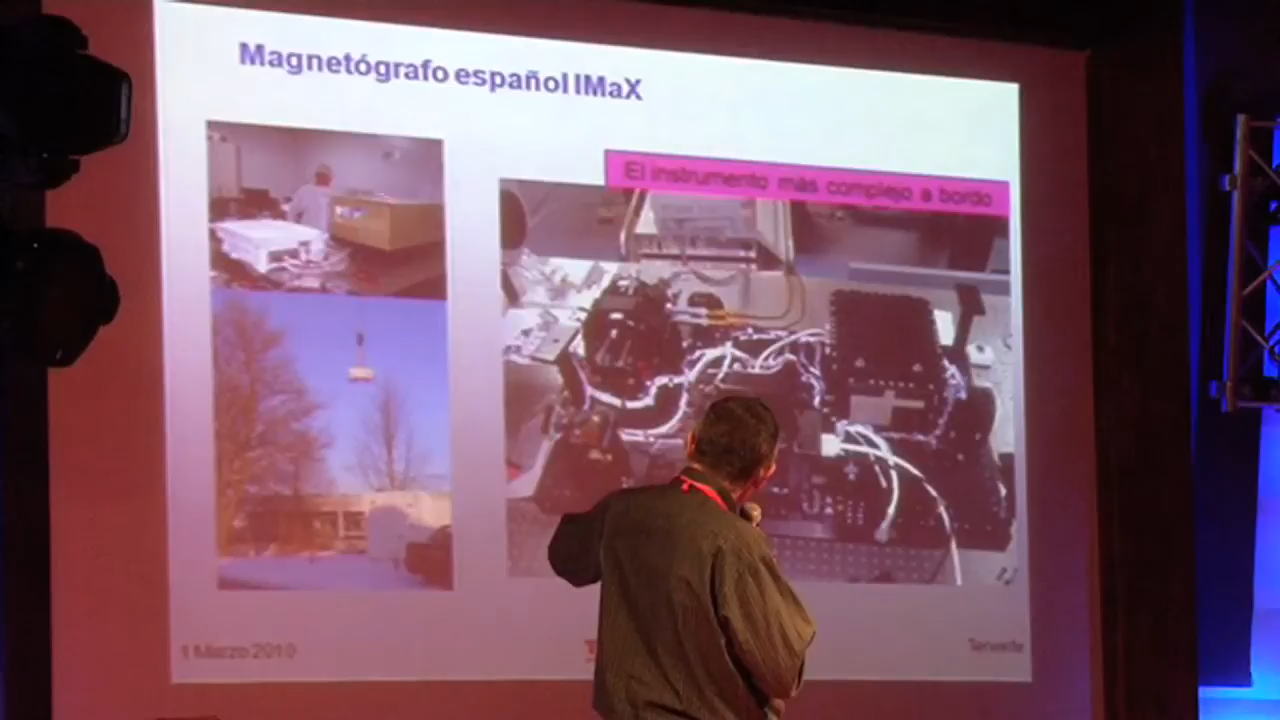 Magnetógrafo español IMaX
El instrumento más complejo a bordo
1 Marzo 2010
Tenerife